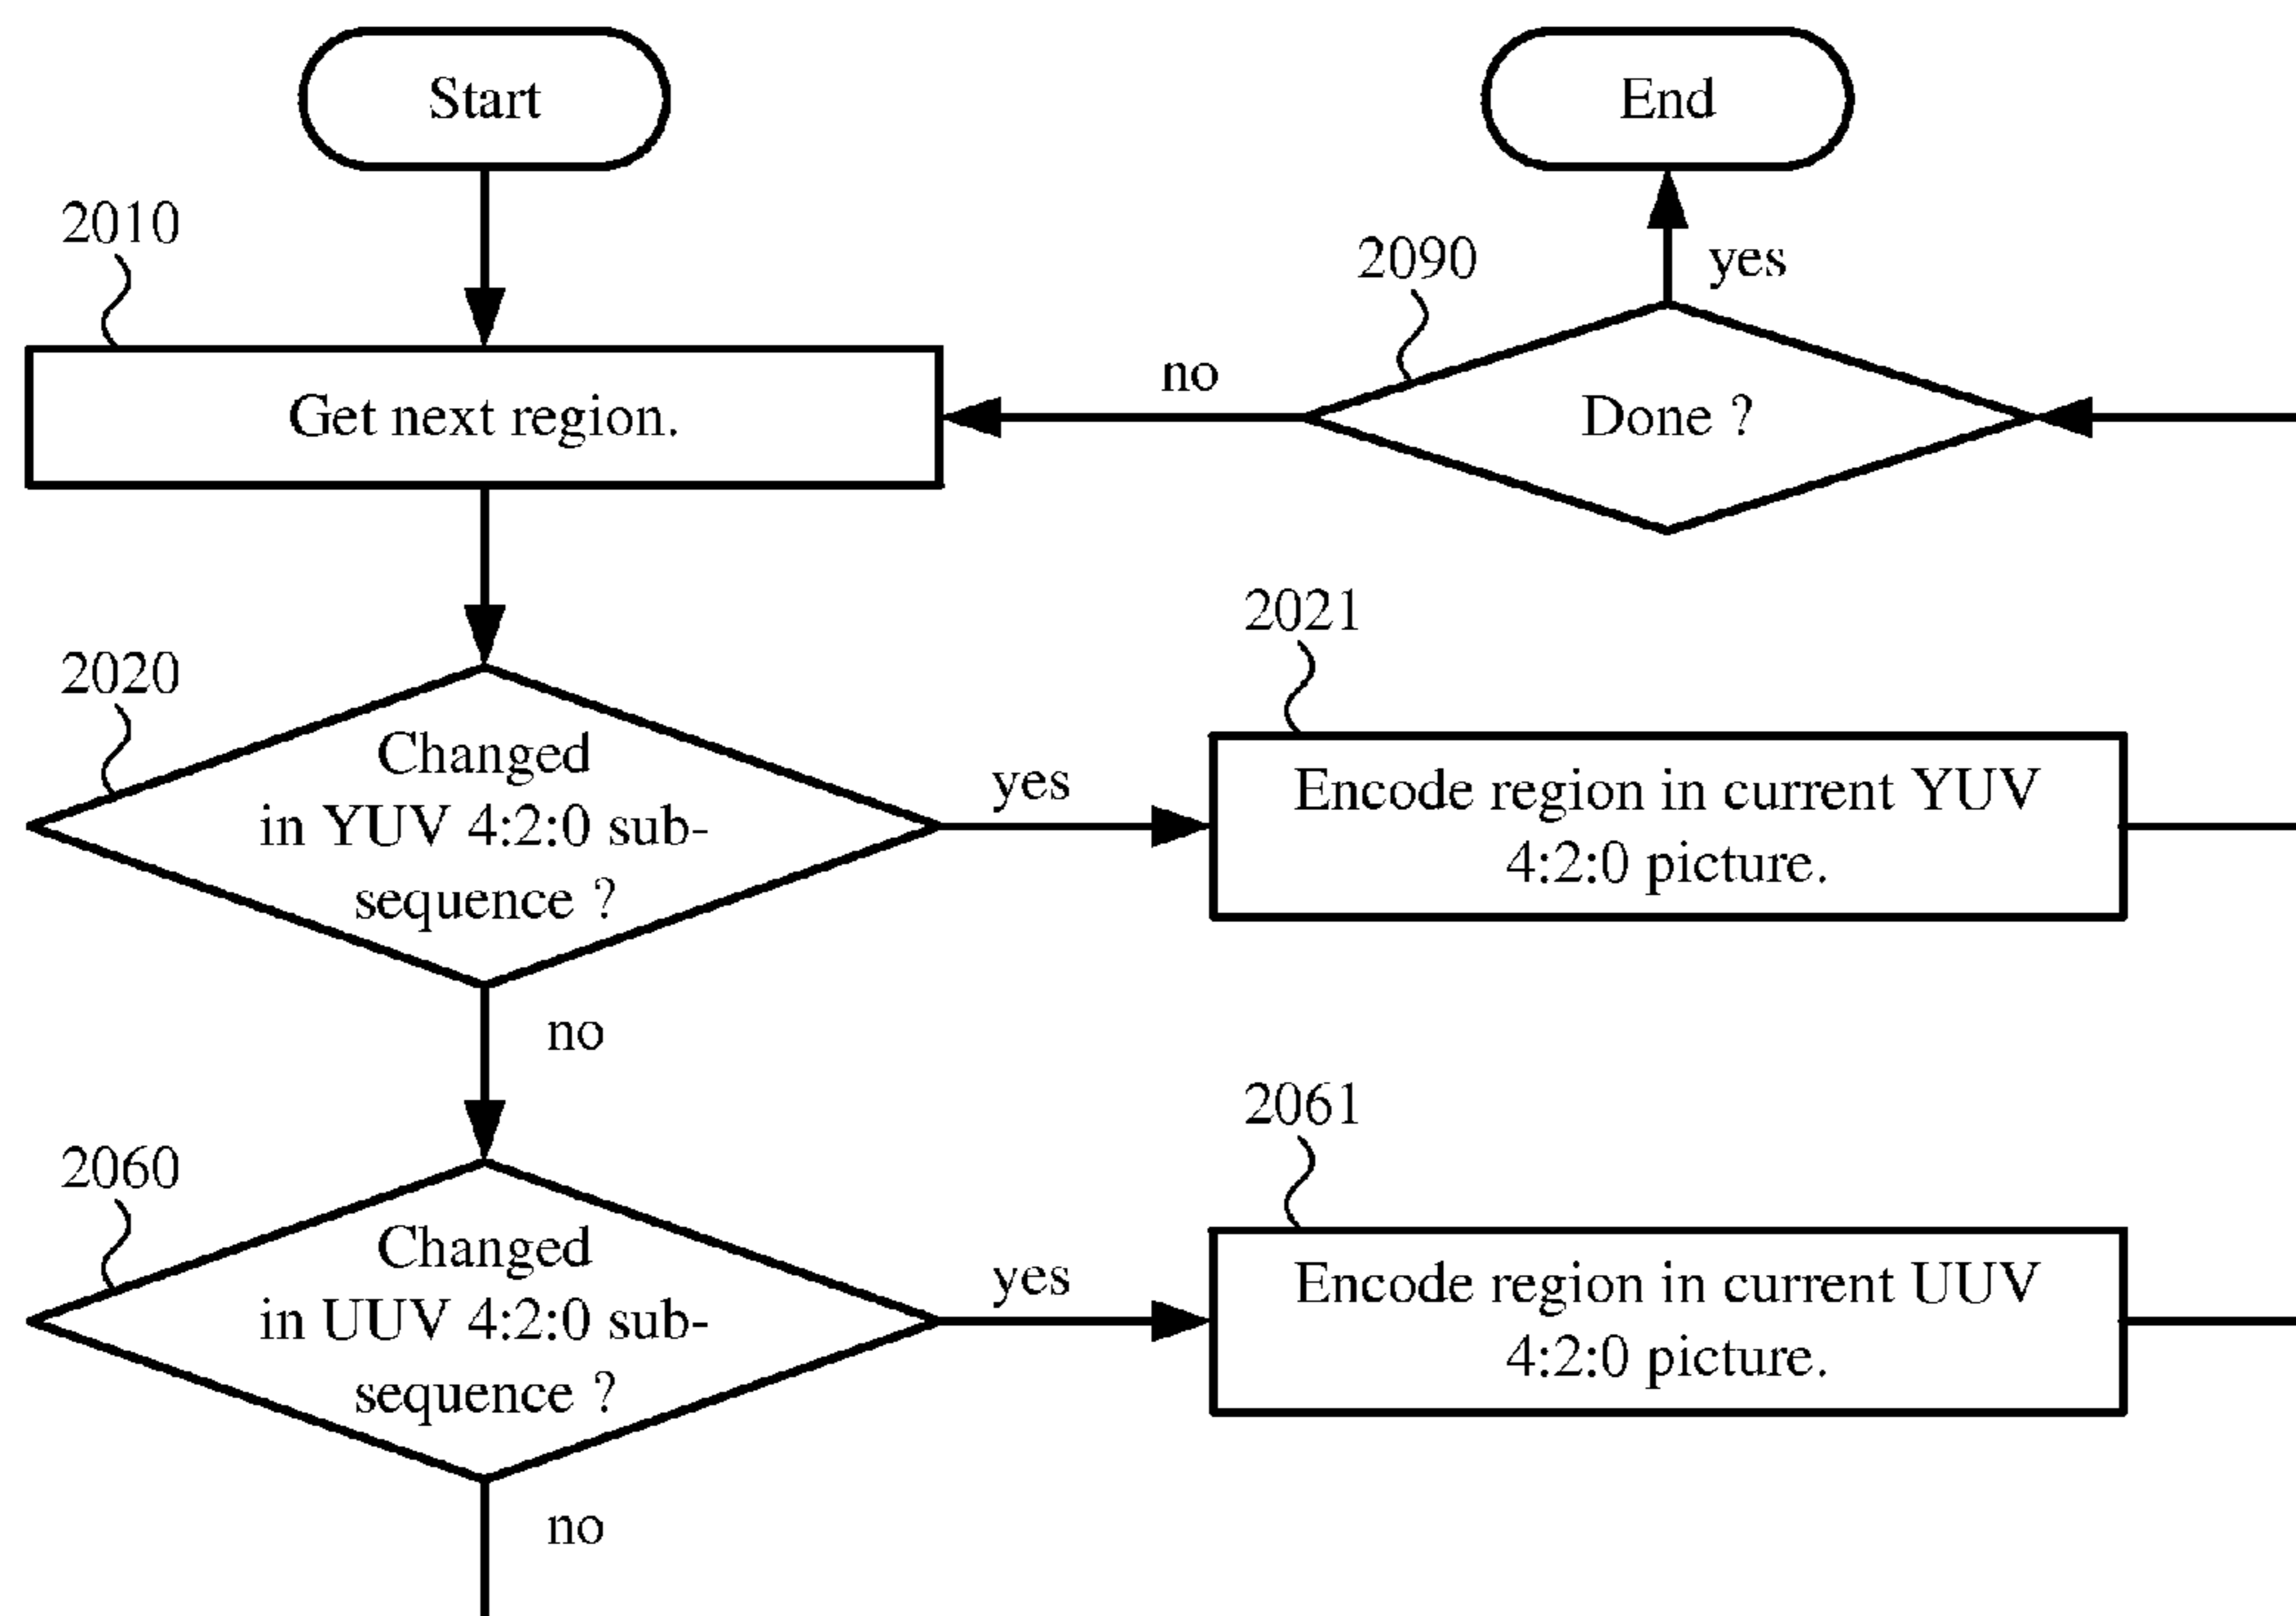 Start
End
2010
2090
yes
no
Get next region.
Done ?
2021
2020
Changed
in YUV 4:2:0 sub-
sequence ?
yes
Encode region in current YUV
4:2:0 picture.
no
2061
2060
Changed
in UUV 4:2:0 sub-
sequence ?
yes
Encode region in current UUV
4:2:0 picture.
no